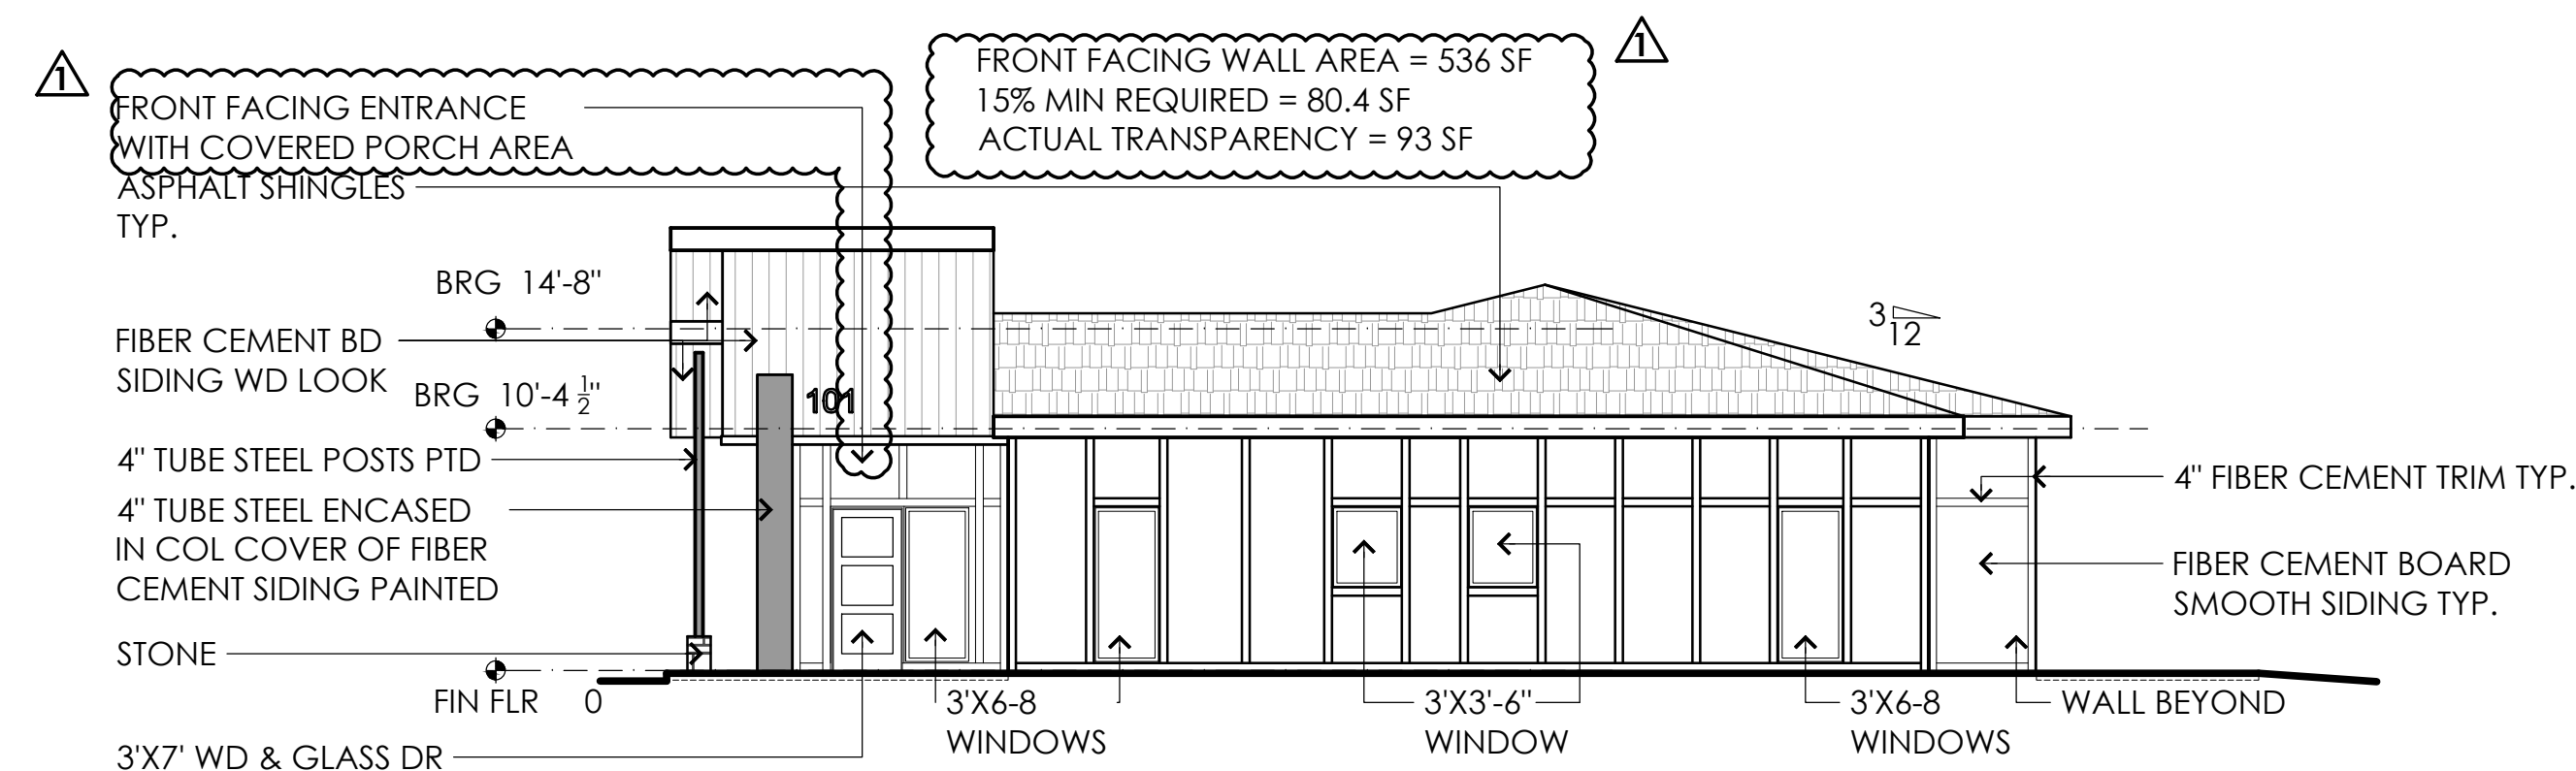 1
FRONT FACING ENTRANCE
WITH COVERED PORCH AREA
FRONT FACING WALL AREA = 536 SF
15% MIN REQUIRED = 80.4 SF
ACTUAL TRANSPARENCY = 93 SF
1
ASPHALT SHINGLES
TYP.
BRG 14'-8"
FIBER CEMENT BD
SIDING WD LOOK
BRG 10'-4 1/2"
101
3
12
4" TUBE STEEL POSTS PTD
4" TUBE STEEL ENCASED
IN COL COVER OF FIBER
CEMENT SIDING PAINTED
STONE
FIN FLR 0
3'X7' WD & GLASS DR
3'X6-8
WINDOWS
3'X3'-6"
WINDOW
3'X6-8
WINDOWS
WALL BEYOND
4" FIBER CEMENT TRIM TYP.
FIBER CEMENT BOARD
SMOOTH SIDING TYP.